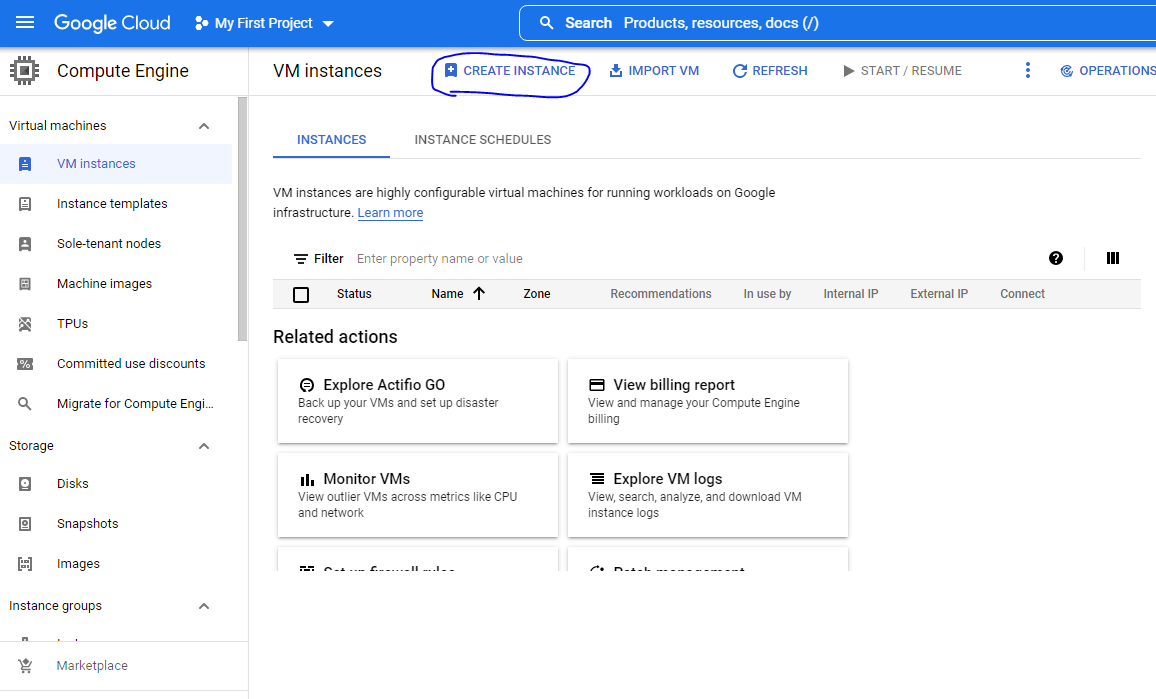 Google Cloud
My First Project
Search Products, resources, docs (/)
Compute Engine
VM instances
CREATE INSTANCE
IMPORT VM
REFRESH
START / RESUME
OPERATIONS
Virtual machines
VM instances
Instance templates
Sole-tenant nodes
Machine images
TPUs
Committed use discounts
Migrate for Compute Engi...
Storage
Disks
Snapshots
Images
Instance groups
Marketplace
INSTANCES
INSTANCE SCHEDULES
VM instances are highly configurable virtual machines for running workloads on Google
infrastructure. Learn more
Filter Enter property name or value
Status Name Zone Recommendations In use by Internal IP External IP Connect
Related actions
Explore Actifio GO
Back up your VMs and set up disaster
recovery
View billing report
View and manage your Compute Engine
billing
Monitor VMs
View outlier VMs across metrics like CPU
and network
Explore VM logs
View, search, analyze, and download VM
instance logs
Set up firewall rules
Patch management